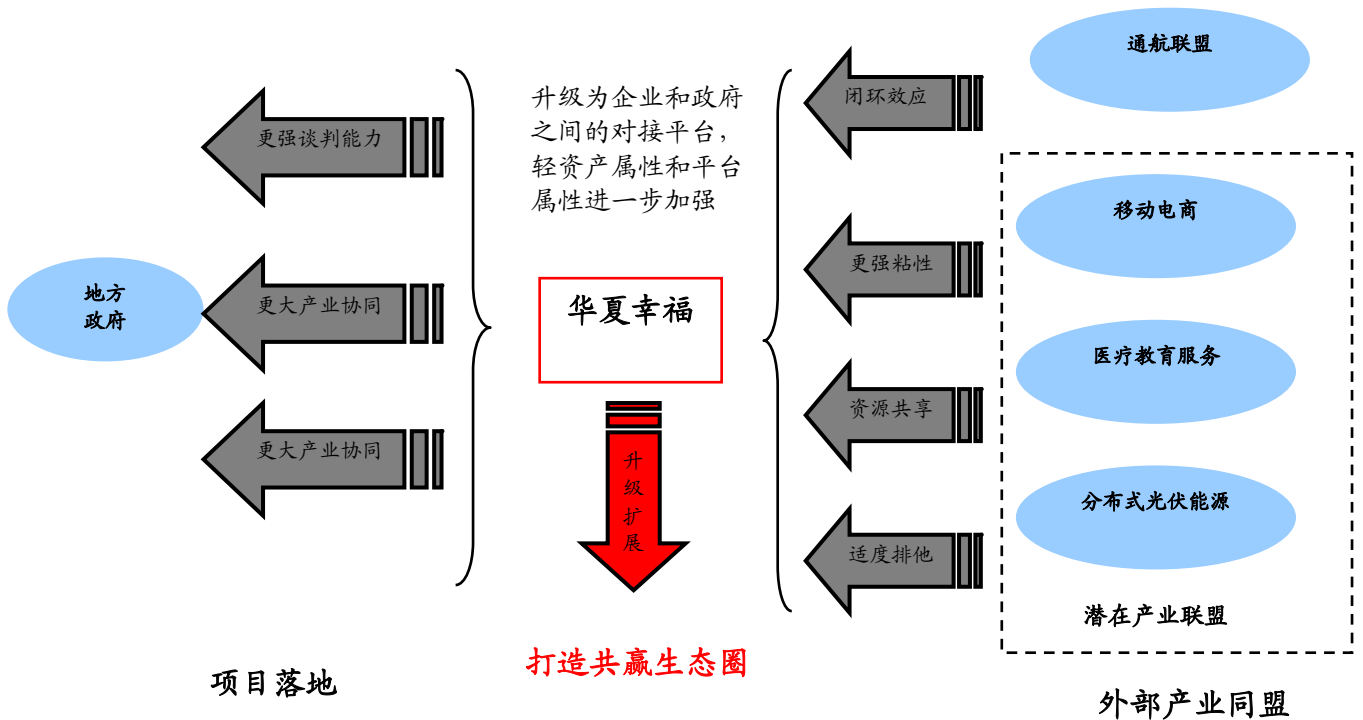 更强谈判能力
更大产业协同
更大产业协同
地方
政府
项目落地
升级为企业和政府
之间的对接平台，
轻资产属性和平台
属性进一步加强
华夏幸福
升
级
扩
展
打造共赢生态圈
闭环效应
更强粘性
资源共享
适度排他
通航联盟
移动电商
医疗教育服务
分布式光伏能源
潜在产业联盟
外部产业同盟